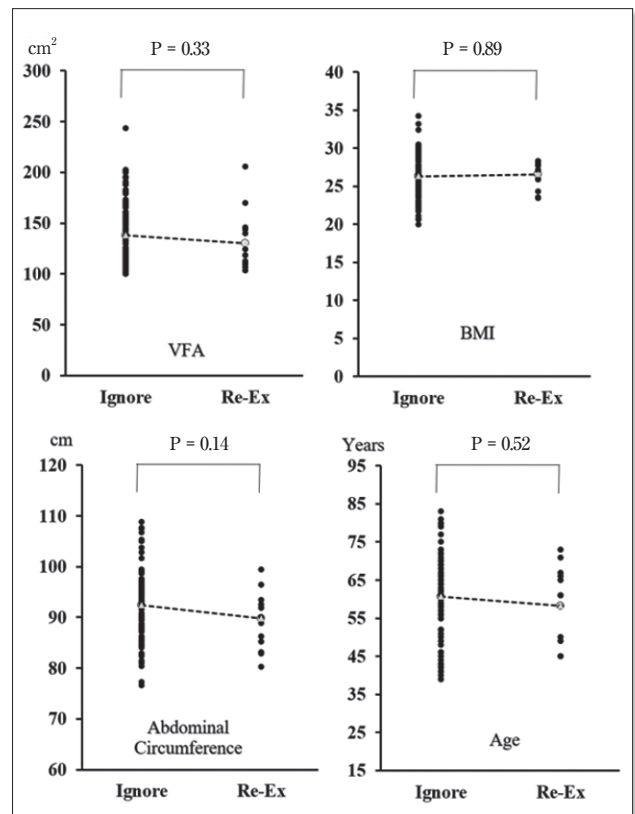 cm²
P = 0.33
300
250
200
150
100
50
0
VFA
Ignore
Re-Ex
P = 0.89
40
35
30
25
20
15
10
5
0
BMI
Ignore
Re-Ex
cm
P = 0.14
120
110
100
90
80
70
60
Abdominal
Circumference
Ignore
Re-Ex
Years
P = 0.52
95
85
75
65
55
45
35
25
15
Age
Ignore
Re-Ex